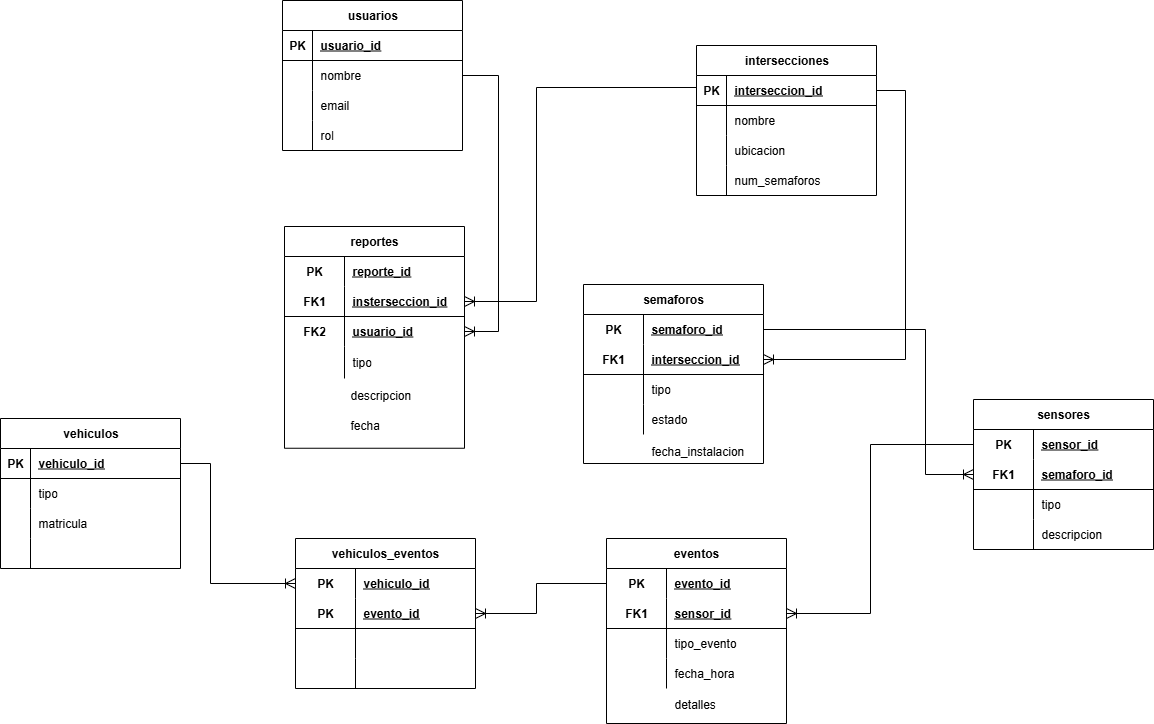 usuarios
PK usuario_id
nombre
email
rol
intersecciones
PK interseccion_id
nombre
ubicacion
num_semaforos
reportes
PK reporte_id
FK1 insterseccion_id
FK2 usuario_id
tipo
descripcion
fecha
semaforos
PK semaforo_id
FK1 interseccion_id
tipo
estado
fecha_instalacion
sensores
PK sensor_id
FK1 semaforo_id
tipo
descripcion
vehiculos
PK vehiculo_id
tipo
matricula
vehiculos_eventos
PK vehiculo_id
PK evento_id
eventos
PK evento_id
FK1 sensor_id
tipo_evento
fecha_hora
detalles